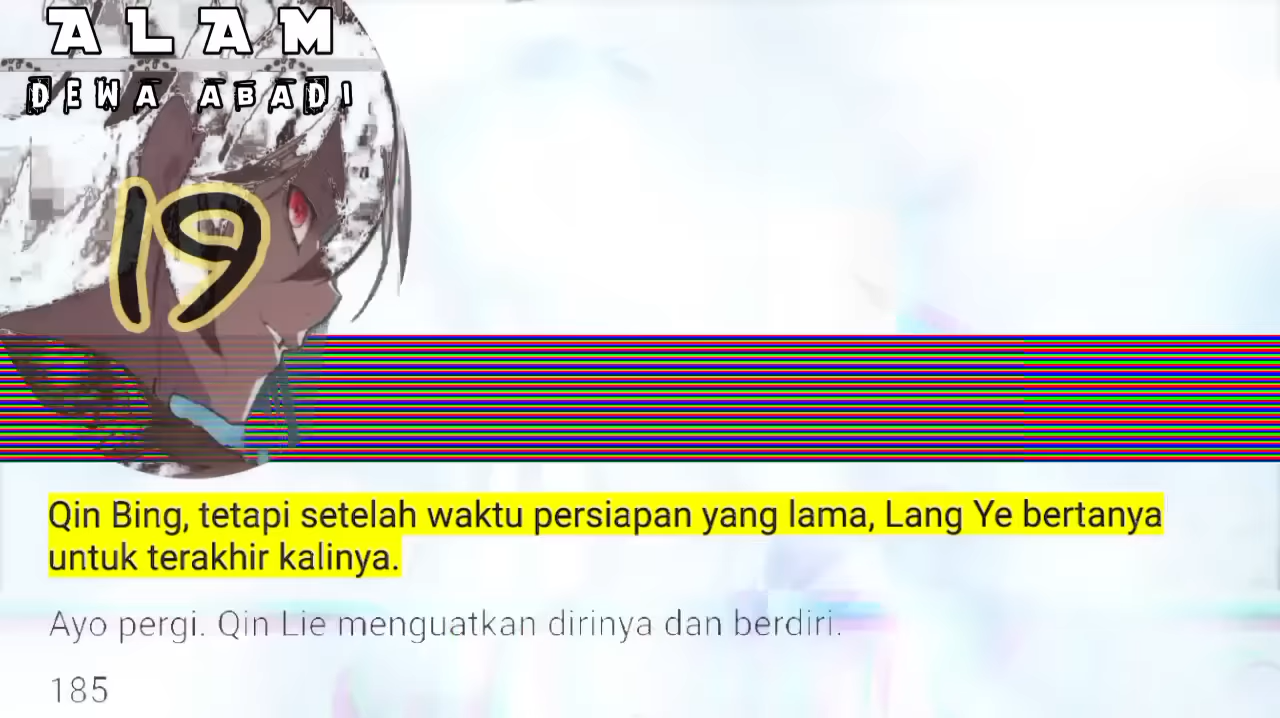 ALAM
DEWA ABADI
19
Qin Bing, tetapi setelah waktu persiapan yang lama, Lang Ye bertanya
untuk terakhir kalinya.
Ayo pergi. Qin Lie menguatkan dirinya dan berdiri.
185